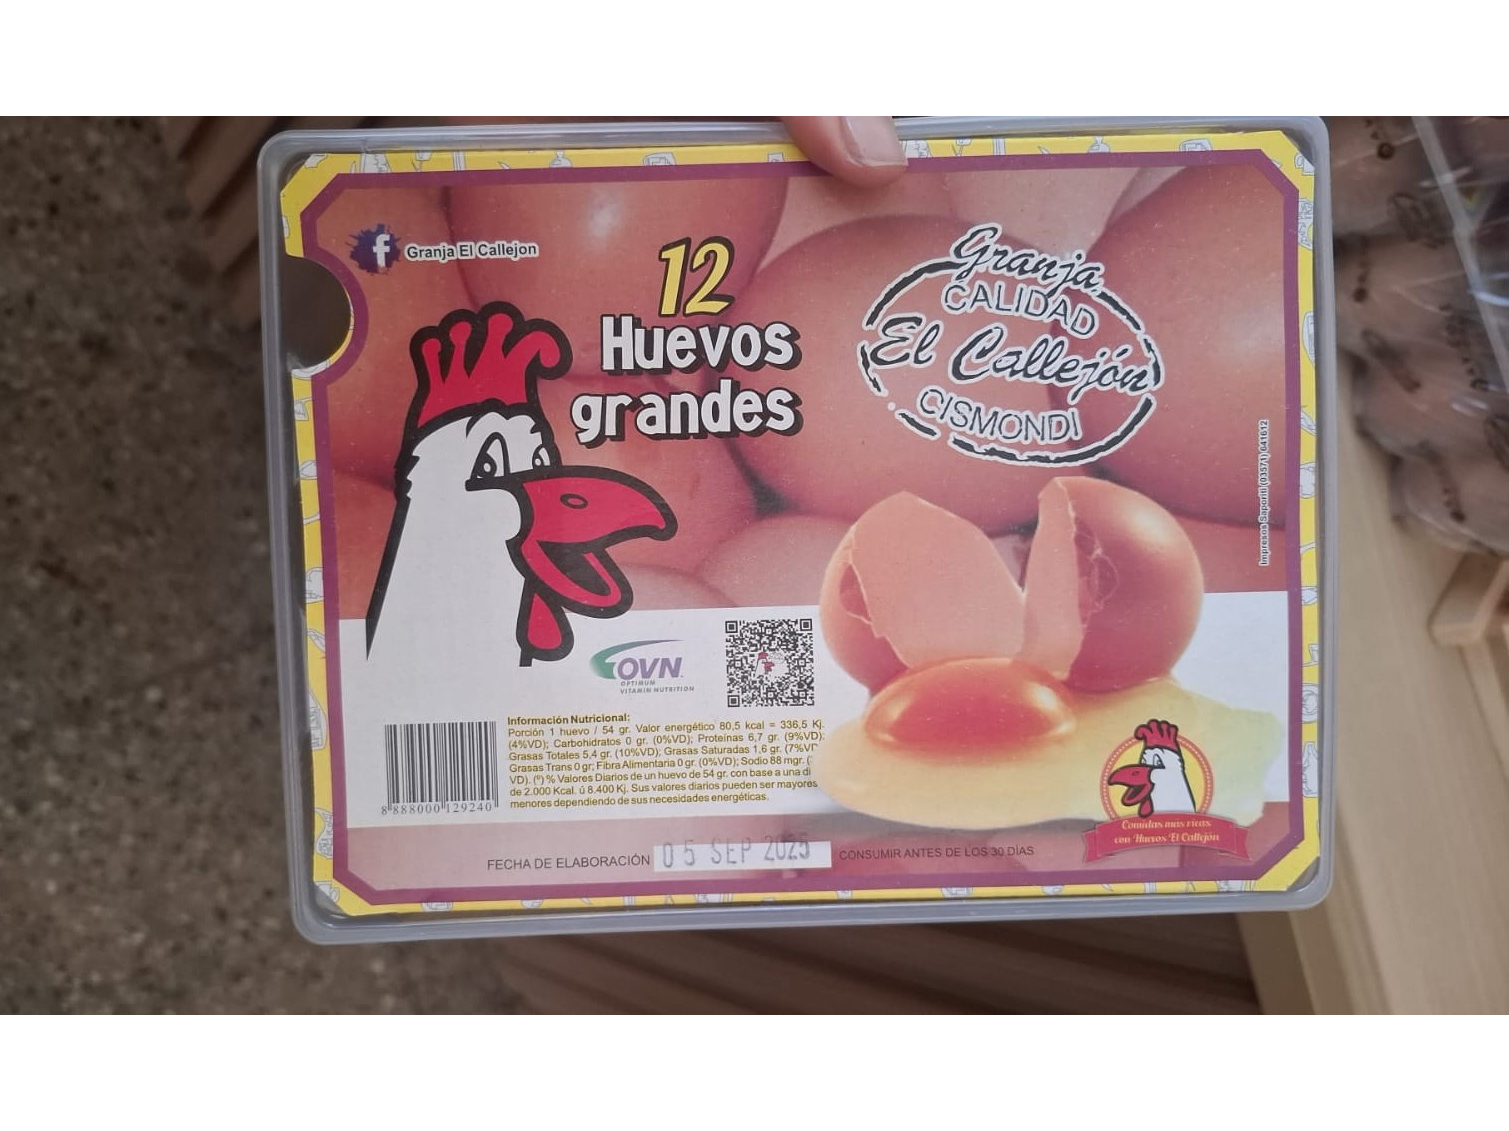 f Granja El Callejon
12
Huevos
grandes
Granja
CALIDAD
El Callejón
CISMONDI
Impresos Saporiti (03571) 641612
OVN
OPTIMUM
VITAMIN NUTRITION
8 888000 129240
Información Nutricional:
Porción 1 huevo / 54 gr. Valor energético 80,5 kcal = 336,5 Kj.
(4%VD); Carbohidratos 0 gr. (0%VD); Proteínas 6,7 gr. (9%VD);
Grasas Totales 5,4 gr. (10%VD); Grasas Saturadas 1,6 gr. (7%VD
Grasas Trans 0 gr; Fibra Alimentaria 0 gr. (0%VD); Sodio 88 mgr.
VD). (*) % Valores Diarios de un huevo de 54 gr. con base a una di
de 2.000 Kcal. ú 8.400 Kj. Sus valores diarios pueden ser mayores
menores dependiendo de sus necesidades energéticas.
Comidas mas ricas
con Huevos El Callejón
FECHA DE ELABORACIÓN 05 SEP 2025 CONSUMIR ANTES DE LOS 30 DÍAS